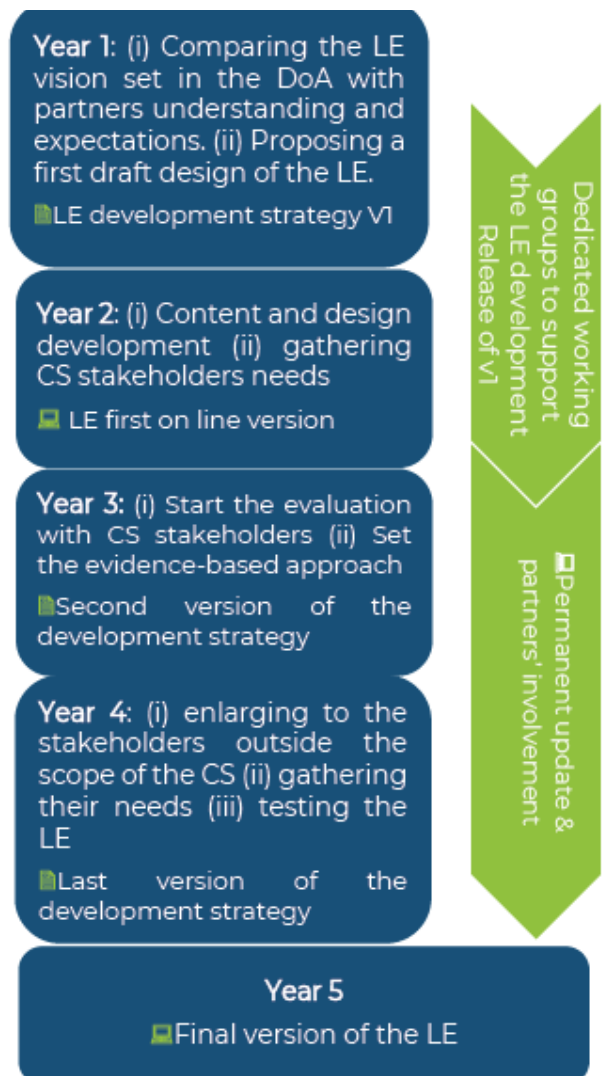 Year 1: (i) Comparing the LE
vision set in the DoA with
partners understanding and
expectations. (ii) Proposing a
first draft design of the LE.
LE development strategy V1
Year 2: (i) Content and design
development (ii) gathering
CS stakeholders needs
LE first on line version
Year 3: (i) Start the evaluation
with CS stakeholders (ii) Set
the evidence-based approach
Second version of the
development strategy
Year 4: (i) enlarging to the
stakeholders outside the
scope of the CS (ii) gathering
their needs (iii) testing the
LE
Last version of the
development strategy
Year 5
Final version of the LE
Dedicated working
groups to support
the LE development
Release of v1
Permanent update &
partners' involvement